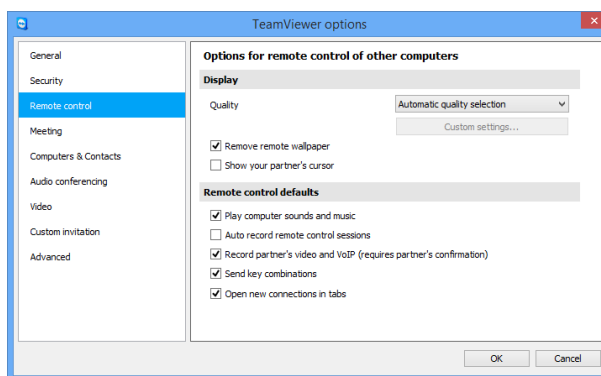 TeamViewer options
General
Security
Remote control
Meeting
Computers & Contacts
Audio conferencing
Video
Custom invitation
Advanced
Options for remote control of other computers
Display
Quality
Automatic quality selection
Custom settings...
Remove remote wallpaper
Show your partner's cursor
Remote control defaults
Play computer sounds and music
Auto record remote control sessions
Record partner's video and VoIP (requires partner's confirmation)
Send key combinations
Open new connections in tabs
OK
Cancel